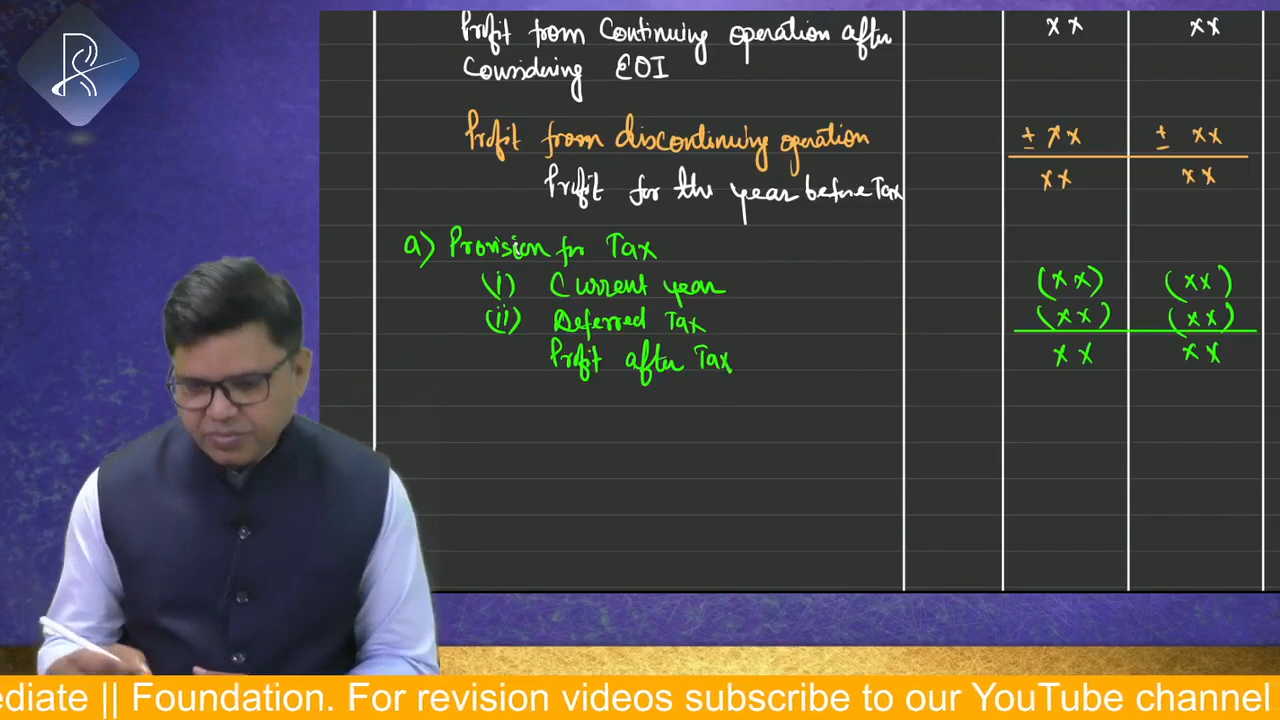 Profit from Continuing operation after xx xx
Considering EOI
Profit from discontinuing operation ± xx ± xx
Profit for the year before Tax xx xx
a) Provision for Tax
(i) Current year (xx) (xx)
(ii) Deferred Tax (xx) (xx)
Profit after Tax xx xx
ediate || Foundation. For revision videos subscribe to our YouTube channel